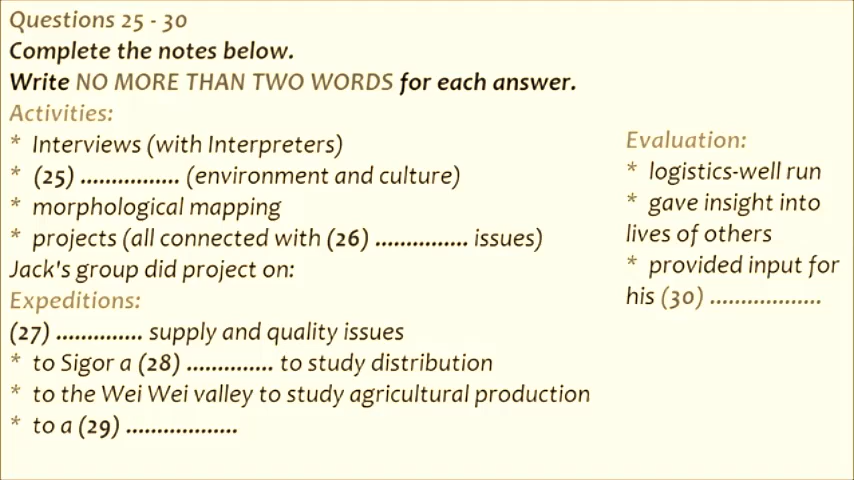 Questions 25 - 30
Complete the notes below.
Write NO MORE THAN TWO WORDS for each answer.
Activities:
* Interviews (with Interpreters)
* (25) ................ (environment and culture)
* morphological mapping
* projects (all connected with (26) ............... issues)
Jack's group did project on:
Expeditions:
(27) .............. supply and quality issues
* to Sigor a (28) .............. to study distribution
* to the Wei Wei valley to study agricultural production
* to a (29) ..................
Evaluation:
* logistics-well run
* gave insight into
lives of others
* provided input for
his (30) ..................